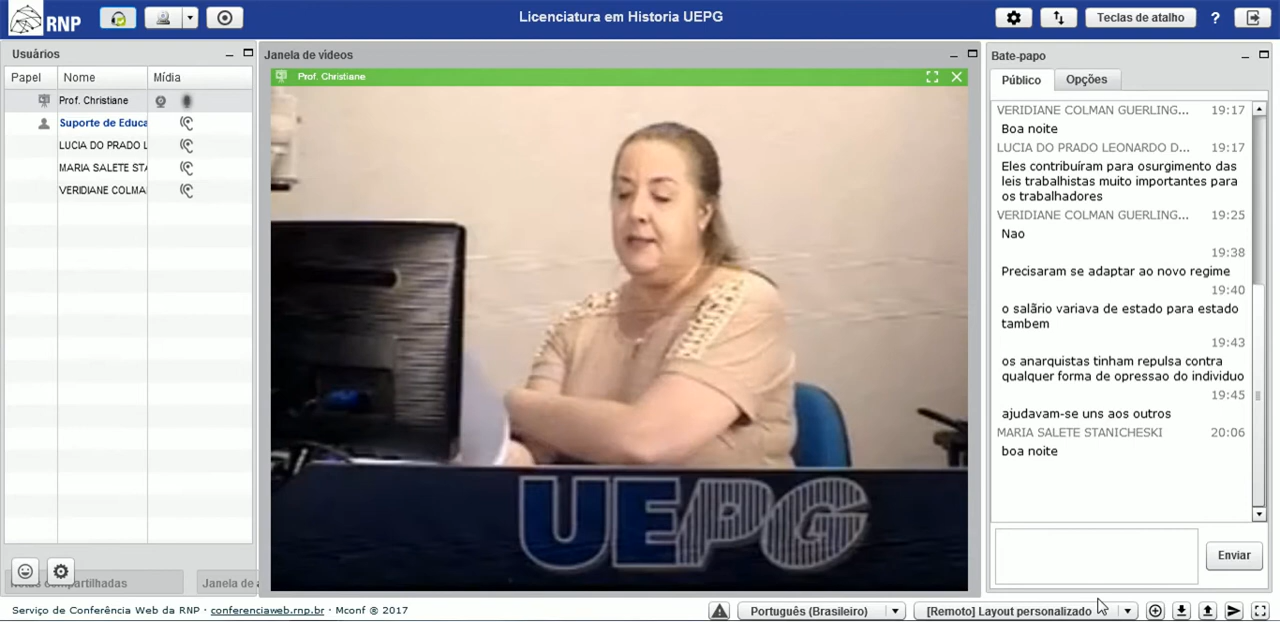 RNP
Licenciatura em Historia UEPG
Teclas de atalho
?
Usuários
Papel Nome Mídia
Prof. Christiane
Suporte de Educa
LUCIA DO PRADO L
MARIA SALETE STA
VERIDIANE COLMA
Janela de vídeos
Prof. Christiane
UEPG
Bate-papo
Público Opções
VERIDIANE COLMAN GUERLING... 19:17
Boa noite
LUCIA DO PRADO LEONARDO D... 19:17
Eles contribuíram para osurgimento das
leis trabalhistas muito importantes para
os trabalhadores
VERIDIANE COLMAN GUERLING... 19:25
Nao
19:38
Precisaram se adaptar ao novo regime
19:40
o salãrio variava de estado para estado
tambem
19:43
os anarquistas tinham repulsa contra
qualquer forma de opressao do individuo
19:45
ajudavam-se uns aos outros
MARIA SALETE STANICHESKI 20:06
boa noite
Enviar
Notas compartilhadas Janela de a
Serviço de Conferência Web da RNP · conferenciaweb.rnp.br · Mconf ® 2017
Português (Brasileiro) [Remoto] Layout personalizado